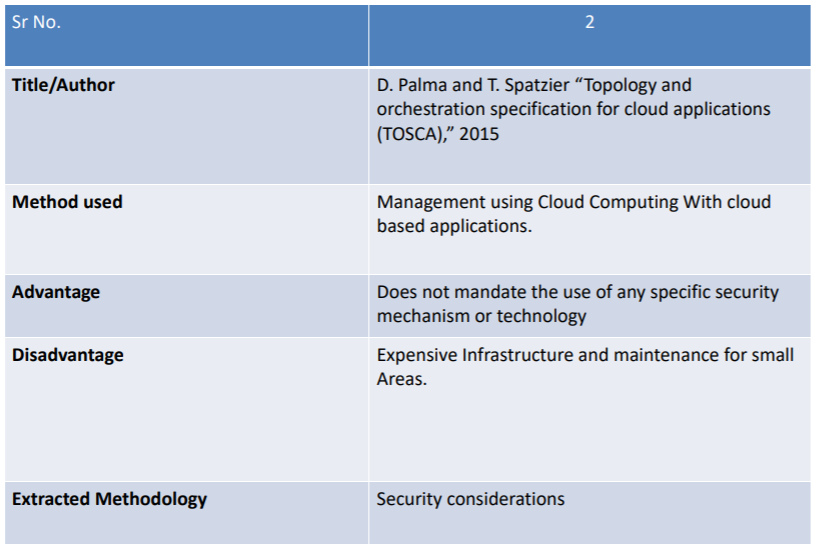 Sr No.
2
Title/Author
D. Palma and T. Spatzier “Topology and
orchestration specification for cloud applications
(TOSCA),” 2015
Method used
Management using Cloud Computing With cloud
based applications.
Advantage
Does not mandate the use of any specific security
mechanism or technology
Disadvantage
Expensive Infrastructure and maintenance for small
Areas.
Extracted Methodology
Security considerations